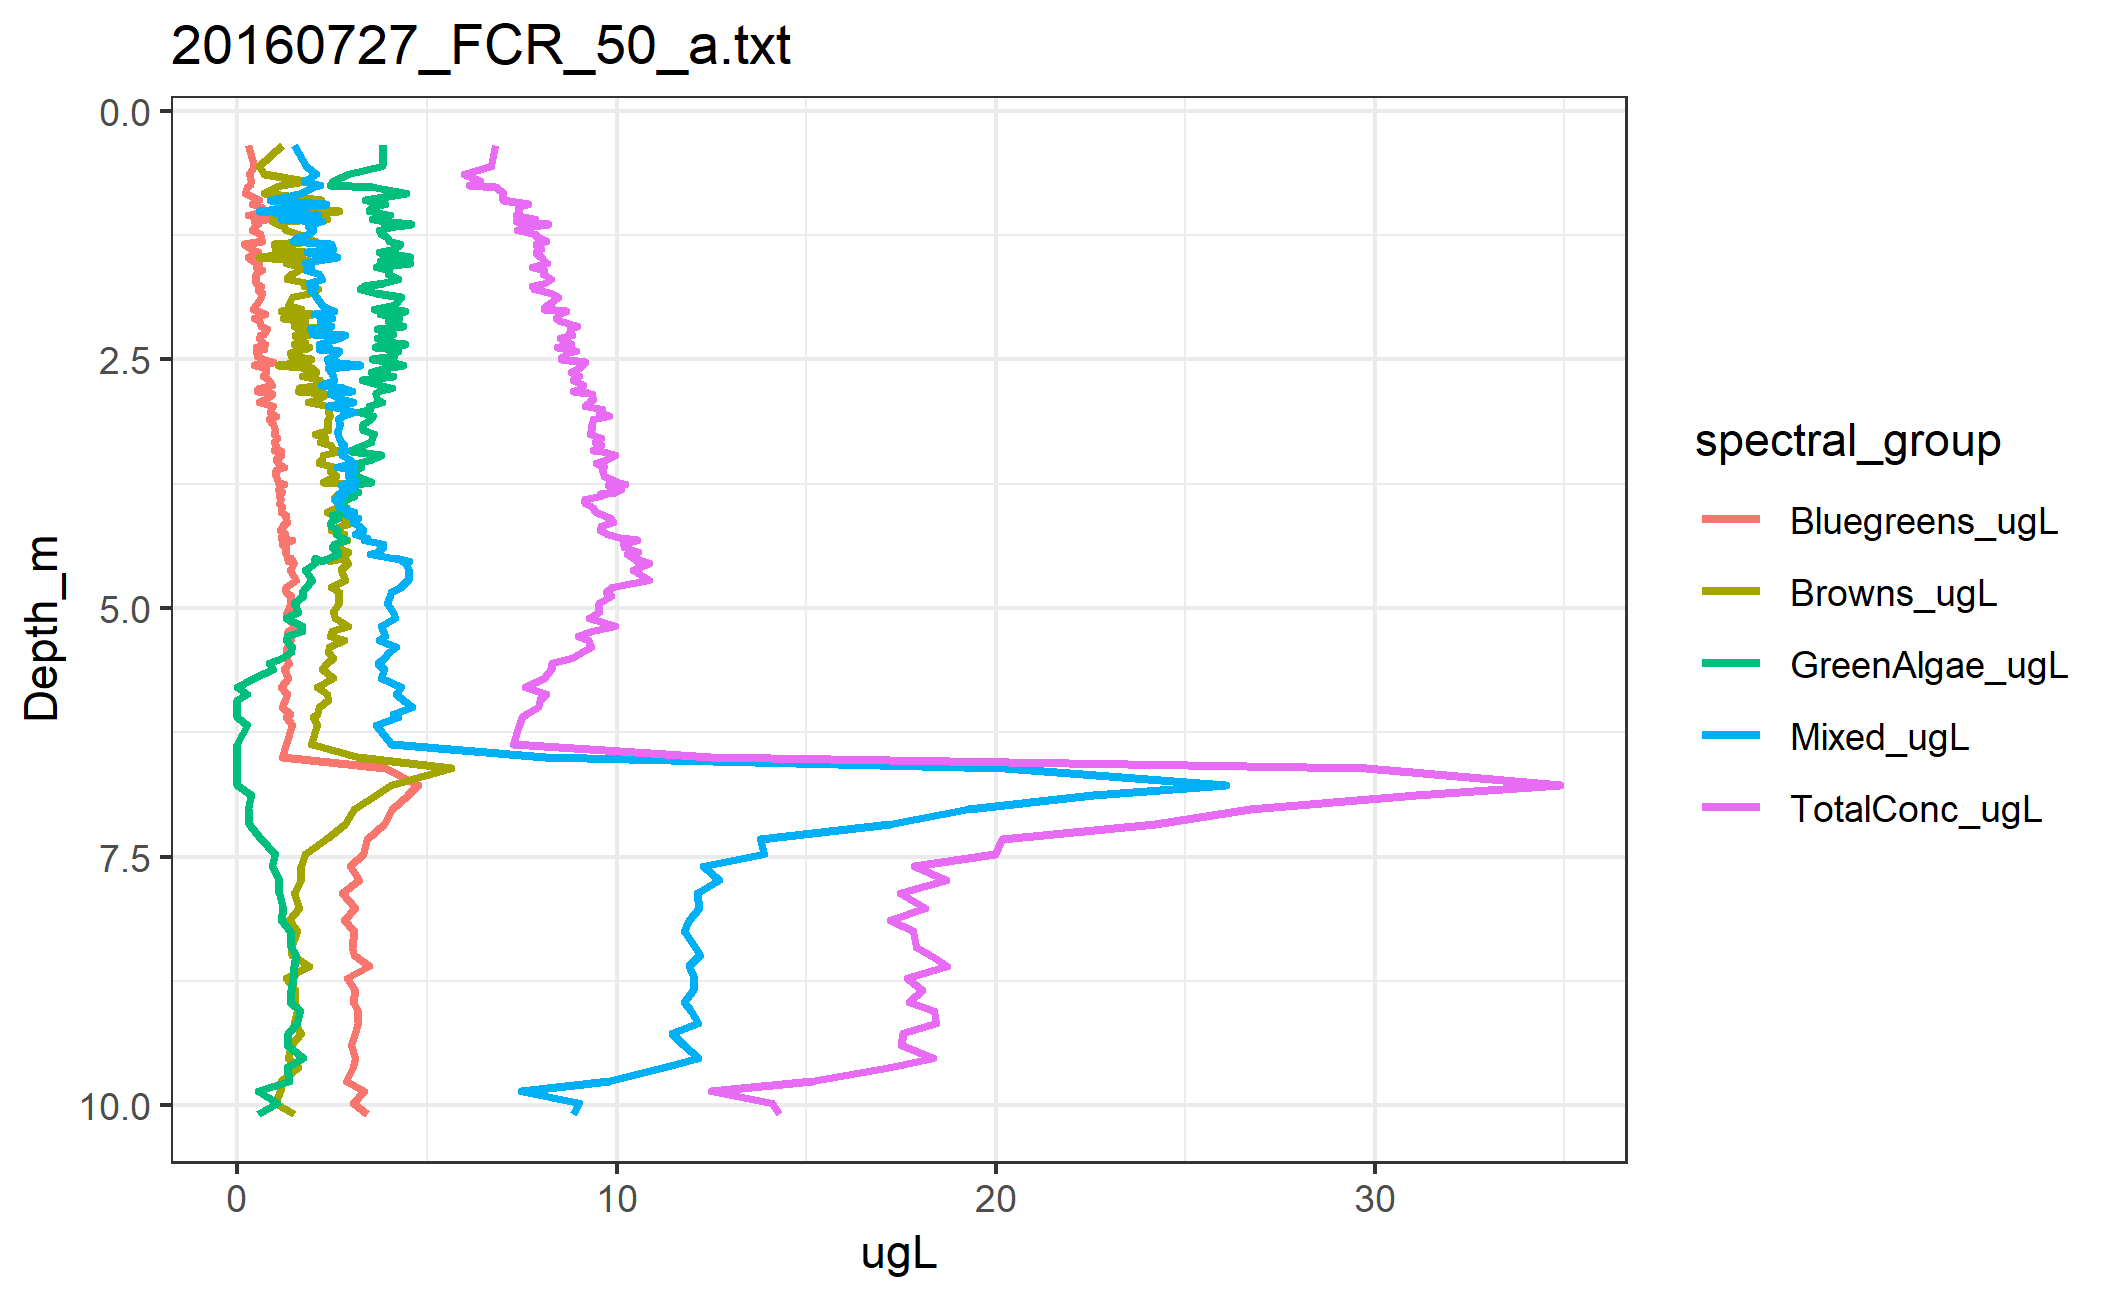 20160727_FCR_50_a.txt
0.0
2.5
5.0
7.5
10.0
Depth_m
0 10 20 30
ugL
spectral_group
Bluegreens_ugL
Browns_ugL
GreenAlgae_ugL
Mixed_ugL
TotalConc_ugL